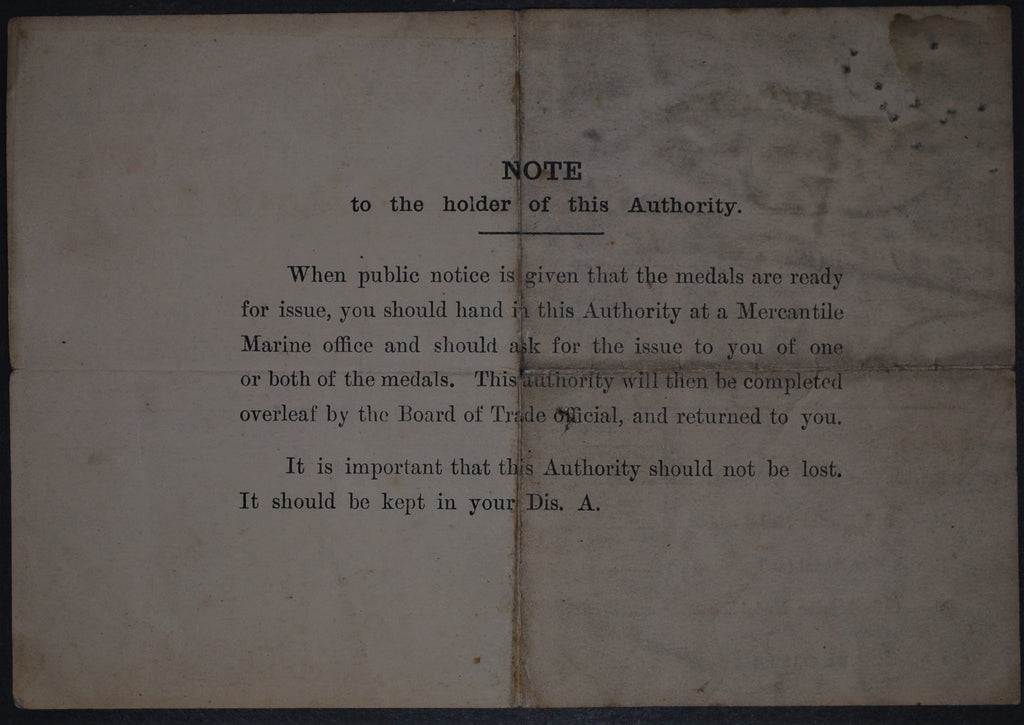 NOTE
to the holder of this Authority.
When public notice is given that the medals are ready
for issue, you should hand in this Authority at a Mercantile
Marine office and should ask for the issue to you of one
or both of the medals. This authority will then be completed
overleaf by the Board of Trade official, and returned to you.
It is important that this Authority should not be lost.
It should be kept in your Dis. A.